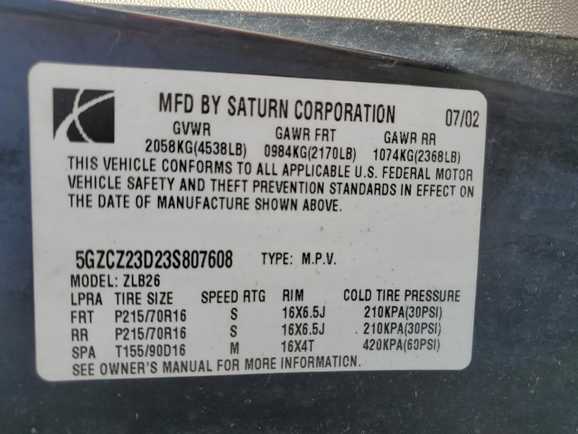 MFD BY SATURN CORPORATION 07/02
GVWR GAWR FRT GAWR RR
2058KG(4538LB) 0984KG(2170LB) 1074KG(2368LB)
THIS VEHICLE CONFORMS TO ALL APPLICABLE U.S. FEDERAL MOTOR
VEHICLE SAFETY AND THEFT PREVENTION STANDARDS IN EFFECT ON
THE DATE OF MANUFACTURE SHOWN ABOVE.
5GZCZ23D23S807608 TYPE: M.P.V.
MODEL: ZLB26
LPRA TIRE SIZE SPEED RTG RIM COLD TIRE PRESSURE
FRT P215/70R16 S 16X6.5J 210KPA(30PSI)
RR P215/70R16 S 16X6.5J 210KPA(30PSI)
SPA T155/90D16 M 16X4T 420KPA(60PSI)
SEE OWNER'S MANUAL FOR MORE INFORMATION.